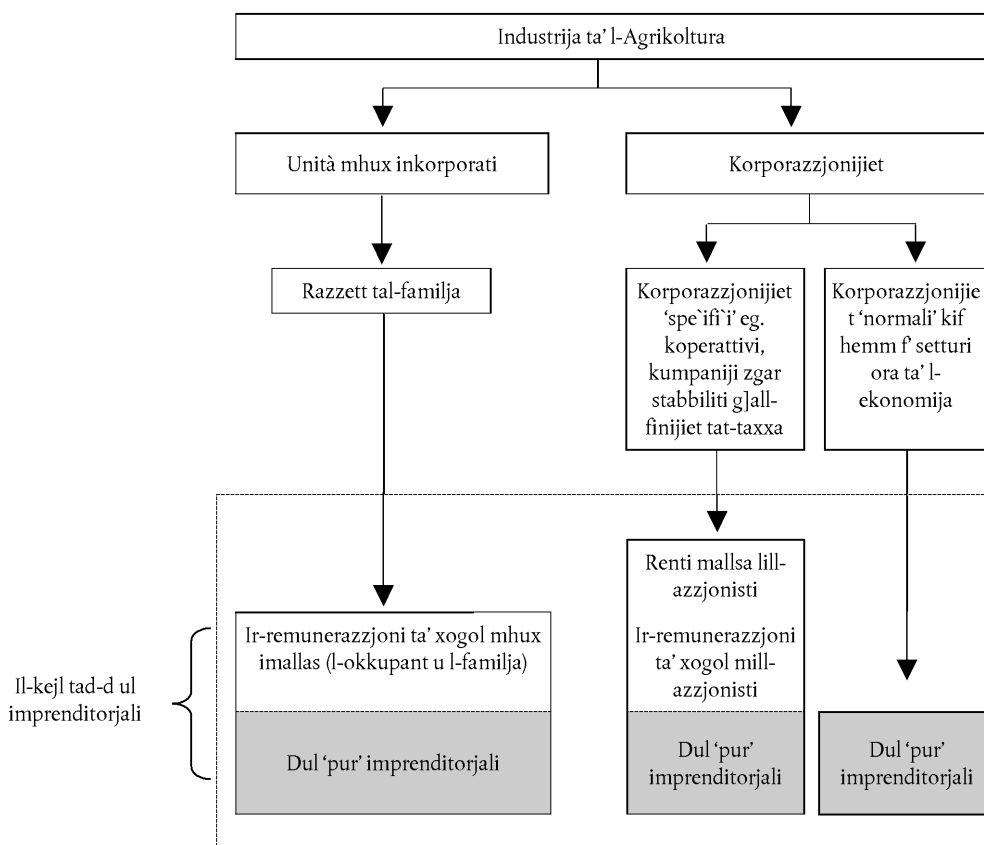 Industrija ta’ l-Agrikoltura
Unità mhux inkorporati
Korporazzjonijiet
Razzett tal-familja
Korporazzjonijiet
‘spe`ifi`i’ eg.
koperattivi,
kumpaniji zgar
stabbiliti g]all-
finijiet tat-taxxa
Korporazzjonijie
t ‘normali’ kif
hemm f’ setturi
ora ta’ l-
ekonomija
Renti mallsa lill-
azzjonisti
Ir-remunerazzjoni
ta’ xogol mill-
azzjonisti
Ir-remunerazzjoni ta’ xogol mhux
imallas (l-okkupant u l-familja)
Il-kejl tad-d ul
imprenditorjali
Dul ‘pur’ imprenditorjali
Dul ‘pur’
imprenditorjali
Dul ‘pur’
imprenditorjali